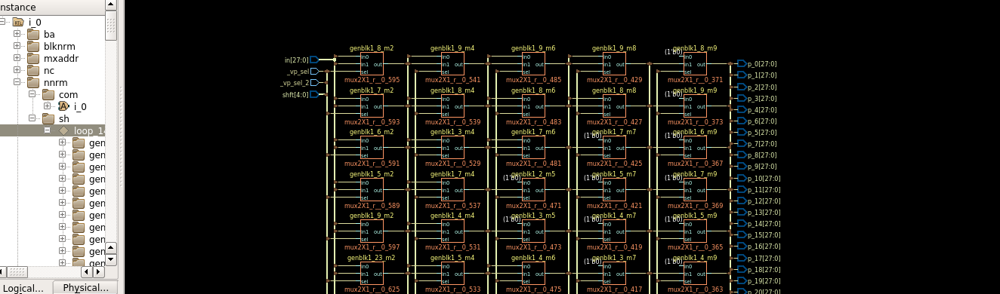 nstance
i_0
ba
blknrm
mxaddr
nc
nnrm
com
i_0
sh
loop_14
gen
gen
gen
gen
gen
gen
gen
gen
gen
gen
gen
Logical...
Physical...
in[27:0]
_vp_sel
_vp_sel_2
shft[4:0]
genblk1_8_m2 genblk1_9_m4 genblk1_9_m6 genblk1_9_m8 genblk1_8_m9
(1'b0)
in0 in0 in0 in0 in0
in1 out in1 out in1 out in1 out in1 out
sel sel sel sel sel
mux2X1_r__0_595 mux2X1_r__0_541 mux2X1_r__0_485 mux2X1_r__0_429 mux2X1_r__0_371
genblk1_7_m2 genblk1_8_m4 genblk1_8_m6 genblk1_8_m8 genblk1_9_m9
(1'b0)
in0 in0 in0 in0 in0
in1 out in1 out in1 out in1 out in1 out
sel sel sel sel sel
mux2X1_r__0_593 mux2X1_r__0_539 mux2X1_r__0_483 mux2X1_r__0_427 mux2X1_r__0_373
genblk1_6_m2 genblk1_3_m4 genblk1_7_m6 genblk1_7_m7 genblk1_6_m9
(1'b0) (1'b0)
in0 in0 in0 in0 in0
in1 out in1 out in1 out in1 out in1 out
sel sel sel sel sel
mux2X1_r__0_591 mux2X1_r__0_529 mux2X1_r__0_481 mux2X1_r__0_425 mux2X1_r__0_367
genblk1_5_m2 genblk1_7_m4 genblk1_2_m5 genblk1_5_m7 genblk1_7_m9
(1'b0) (1'b0) (1'b0)
in0 in0 in0 in0 in0
in1 out in1 out in1 out in1 out in1 out
sel sel sel sel sel
mux2X1_r__0_589 mux2X1_r__0_537 mux2X1_r__0_471 mux2X1_r__0_421 mux2X1_r__0_369
genblk1_9_m2 genblk1_4_m4 genblk1_3_m5 genblk1_4_m7 genblk1_5_m9
(1'b0) (1'b0) (1'b0)
in0 in0 in0 in0 in0
in1 out in1 out in1 out in1 out in1 out
sel sel sel sel sel
mux2X1_r__0_597 mux2X1_r__0_531 mux2X1_r__0_473 mux2X1_r__0_419 mux2X1_r__0_365
genblk1_23_m2 genblk1_5_m4 genblk1_4_m6 genblk1_3_m7 genblk1_4_m9
(1'b0) (1'b0)
in0 in0 in0 in0 in0
in1 out in1 out in1 out in1 out in1 out
sel sel sel sel sel
mux2X1_r__0_625 mux2X1_r__0_533 mux2X1_r__0_475 mux2X1_r__0_417 mux2X1_r__0_363
p_0[27:0]
p_1[27:0]
p_2[27:0]
p_3[27:0]
p_4[27:0]
p_6[27:0]
p_5[27:0]
p_7[27:0]
p_8[27:0]
p_9[27:0]
p_10[27:0]
p_11[27:0]
p_12[27:0]
p_13[27:0]
p_14[27:0]
p_15[27:0]
p_16[27:0]
p_17[27:0]
p_18[27:0]
p_19[27:0]
p_20[27:0]